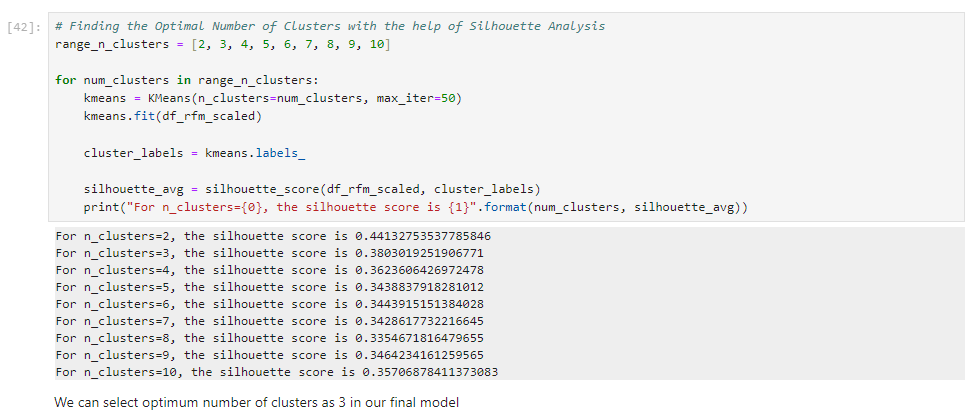 [42]:
# Finding the Optimal Number of Clusters with the help of Silhouette Analysis
range_n_clusters = [2, 3, 4, 5, 6, 7, 8, 9, 10]
for num_clusters in range_n_clusters:
    kmeans = KMeans(n_clusters=num_clusters, max_iter=50)
    kmeans.fit(df_rfm_scaled)
    cluster_labels = kmeans.labels_
    silhouette_avg = silhouette_score(df_rfm_scaled, cluster_labels)
    print("For n_clusters={0}, the silhouette score is {1}".format(num_clusters, silhouette_avg))
For n_clusters=2, the silhouette score is 0.44132753537785846
For n_clusters=3, the silhouette score is 0.3803019251906771
For n_clusters=4, the silhouette score is 0.3623606426972478
For n_clusters=5, the silhouette score is 0.3438837918281012
For n_clusters=6, the silhouette score is 0.3443915151384028
For n_clusters=7, the silhouette score is 0.3428617732216645
For n_clusters=8, the silhouette score is 0.3354671816479655
For n_clusters=9, the silhouette score is 0.3464234161259565
For n_clusters=10, the silhouette score is 0.35706878411373083
We can select optimum number of clusters as 3 in our final model